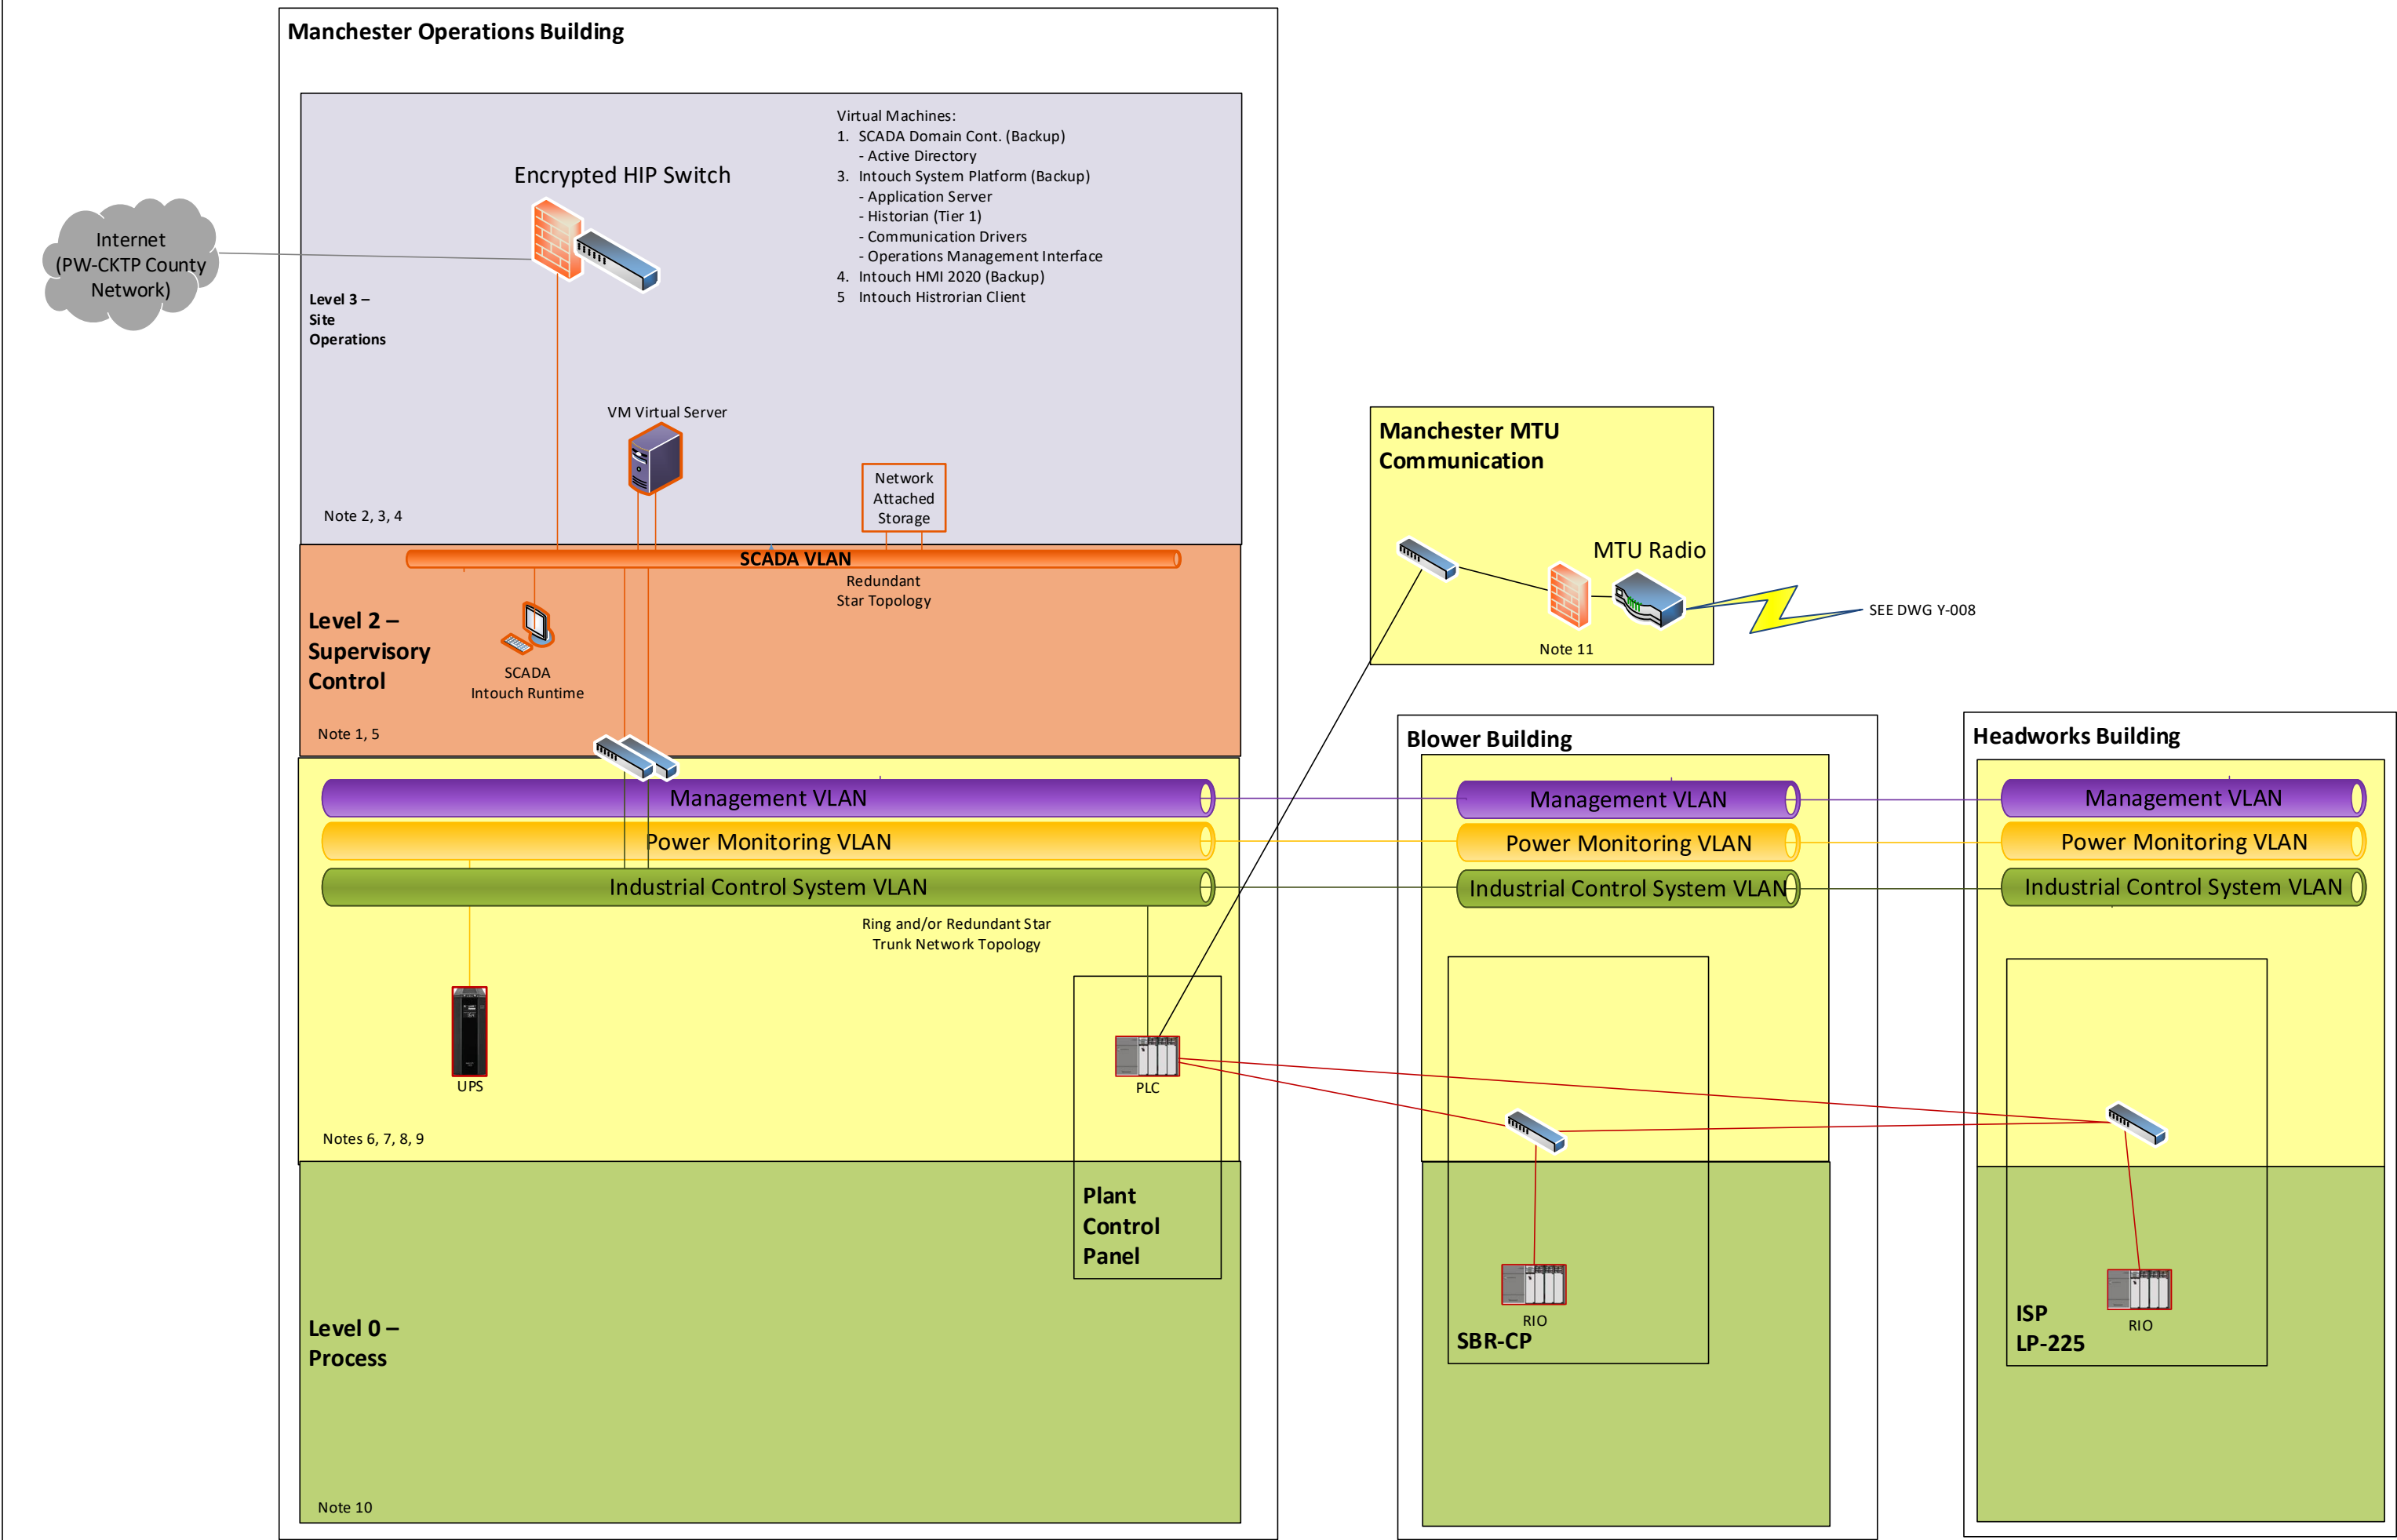 Manchester Operations Building
Internet
(PW-CKTP County
Network)
Encrypted HIP Switch
Virtual Machines:
1. SCADA Domain Cont. (Backup)
- Active Directory
3. Intouch System Platform (Backup)
- Application Server
- Historian (Tier 1)
- Communication Drivers
- Operations Management Interface
4. Intouch HMI 2020 (Backup)
5 Intouch Histrorian Client
Level 3 –
Site
Operations
VM Virtual Server
Network
Attached
Storage
Note 2, 3, 4
SCADA VLAN
Redundant
Star Topology
Level 2 –
Supervisory
Control
SCADA
Intouch Runtime
Note 1, 5
Management VLAN
Power Monitoring VLAN
Industrial Control System VLAN
Ring and/or Redundant Star
Trunk Network Topology
UPS
PLC
Notes 6, 7, 8, 9
Plant
Control
Panel
Level 0 –
Process
Note 10
Manchester MTU
Communication
MTU Radio
Note 11
SEE DWG Y-008
Blower Building
Management VLAN
Power Monitoring VLAN
Industrial Control System VLAN
RIO
SBR-CP
Headworks Building
Management VLAN
Power Monitoring VLAN
Industrial Control System VLAN
ISP
LP-225
RIO